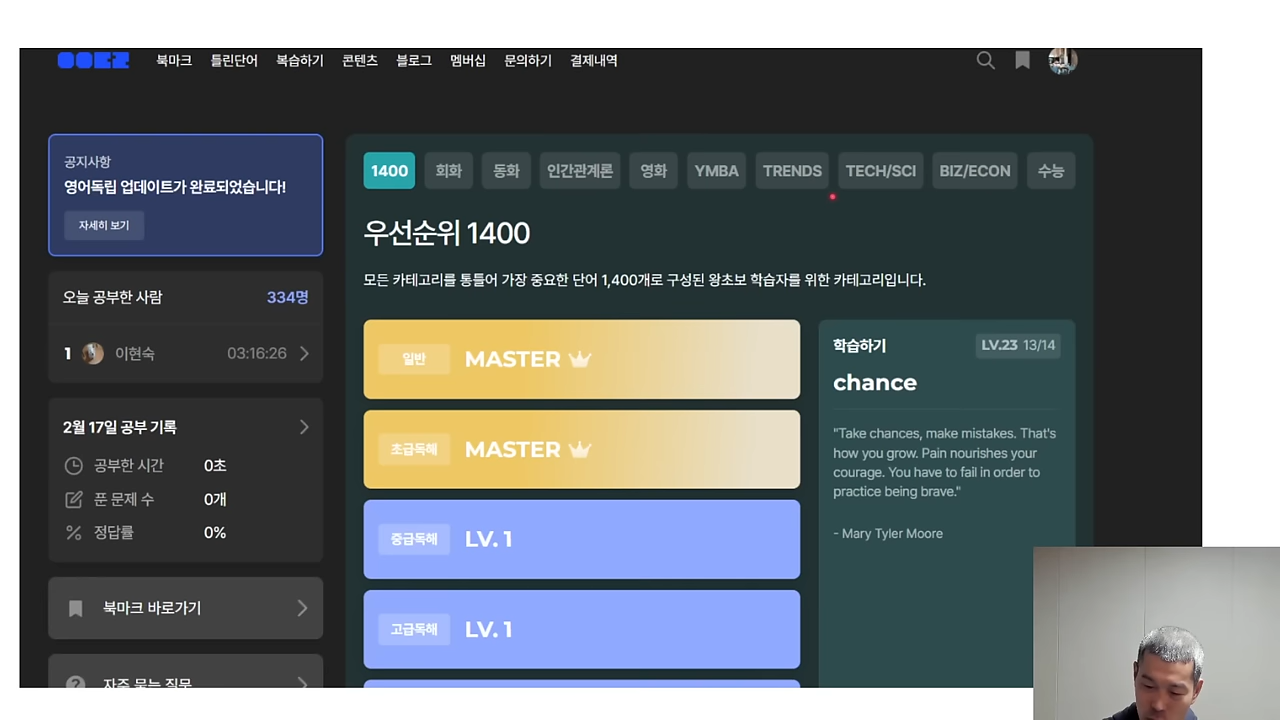 북마크 틀린단어 복습하기 콘텐츠 블로그 멤버십 문의하기 결제내역
공지사항
영어독립 업데이트가 완료되었습니다!
자세히 보기
오늘 공부한 사람 334명
1 이현숙 03:16:26
2월 17일 공부 기록
공부한 시간 0초
푼 문제 수 0개
정답률 0%
북마크 바로가기
자주 묻는 질문
1400 회화 동화 인간관계론 영화 YMBA TRENDS TECH/SCI BIZ/ECON 수능
우선순위 1400
모든 카테고리를 통틀어 가장 중요한 단어 1,400개로 구성된 왕초보 학습자를 위한 카테고리입니다.
일반 MASTER
초급독해 MASTER
중급독해 LV. 1
고급독해 LV. 1
학습하기 LV.23 13/14
chance
"Take chances, make mistakes. That's
how you grow. Pain nourishes your
courage. You have to fail in order to
practice being brave."
- Mary Tyler Moore